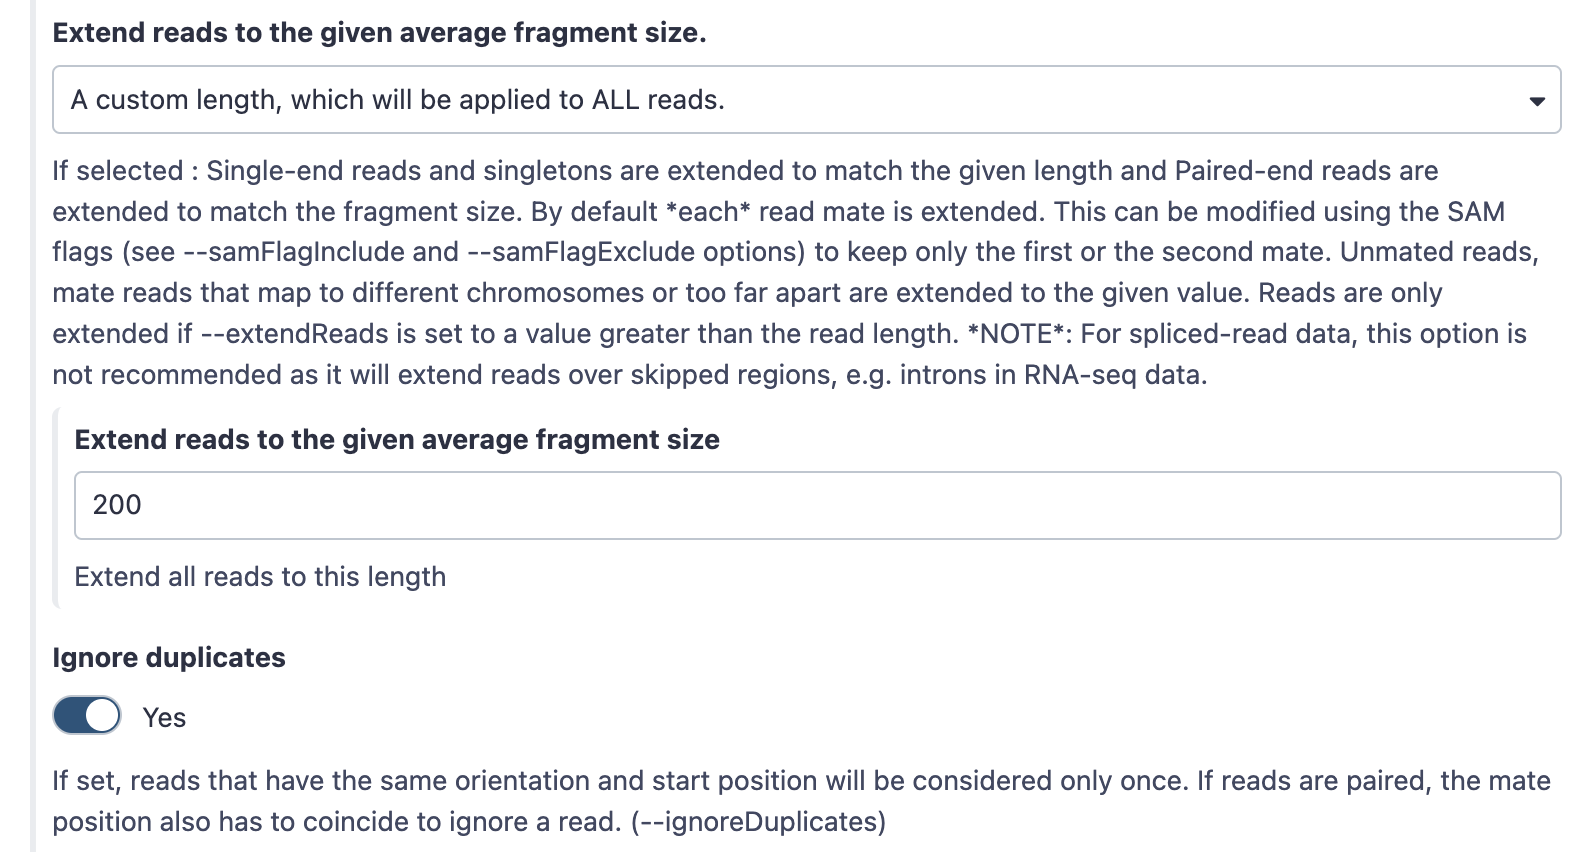 Extend reads to the given average fragment size.
A custom length, which will be applied to ALL reads.
If selected : Single-end reads and singletons are extended to match the given length and Paired-end reads are
extended to match the fragment size. By default *each* read mate is extended. This can be modified using the SAM
flags (see --samFlagInclude and --samFlagExclude options) to keep only the first or the second mate. Unmated reads,
mate reads that map to different chromosomes or too far apart are extended to the given value. Reads are only
extended if --extendReads is set to a value greater than the read length. *NOTE*: For spliced-read data, this option is
not recommended as it will extend reads over skipped regions, e.g. introns in RNA-seq data.
Extend reads to the given average fragment size
200
Extend all reads to this length
Ignore duplicates
Yes
If set, reads that have the same orientation and start position will be considered only once. If reads are paired, the mate
position also has to coincide to ignore a read. (--ignoreDuplicates)